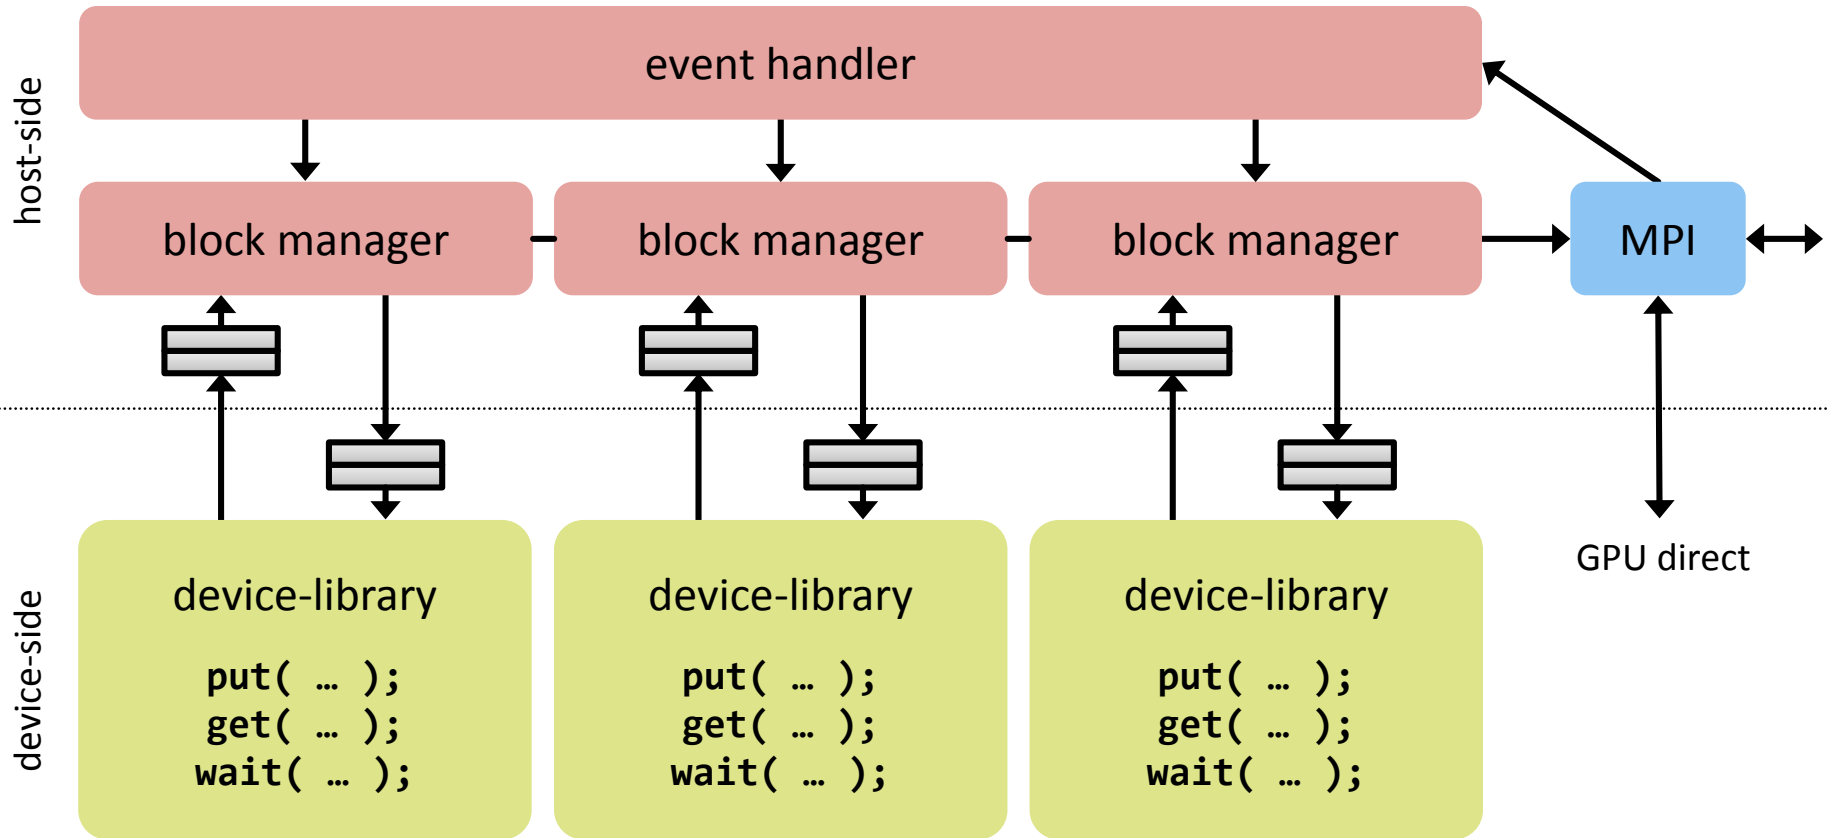 host-side
event handler
block manager
block manager
block manager
MPI
device-side
device-library
put( … );
get( … );
wait( … );
device-library
put( … );
get( … );
wait( … );
device-library
put( … );
get( … );
wait( … );
GPU direct